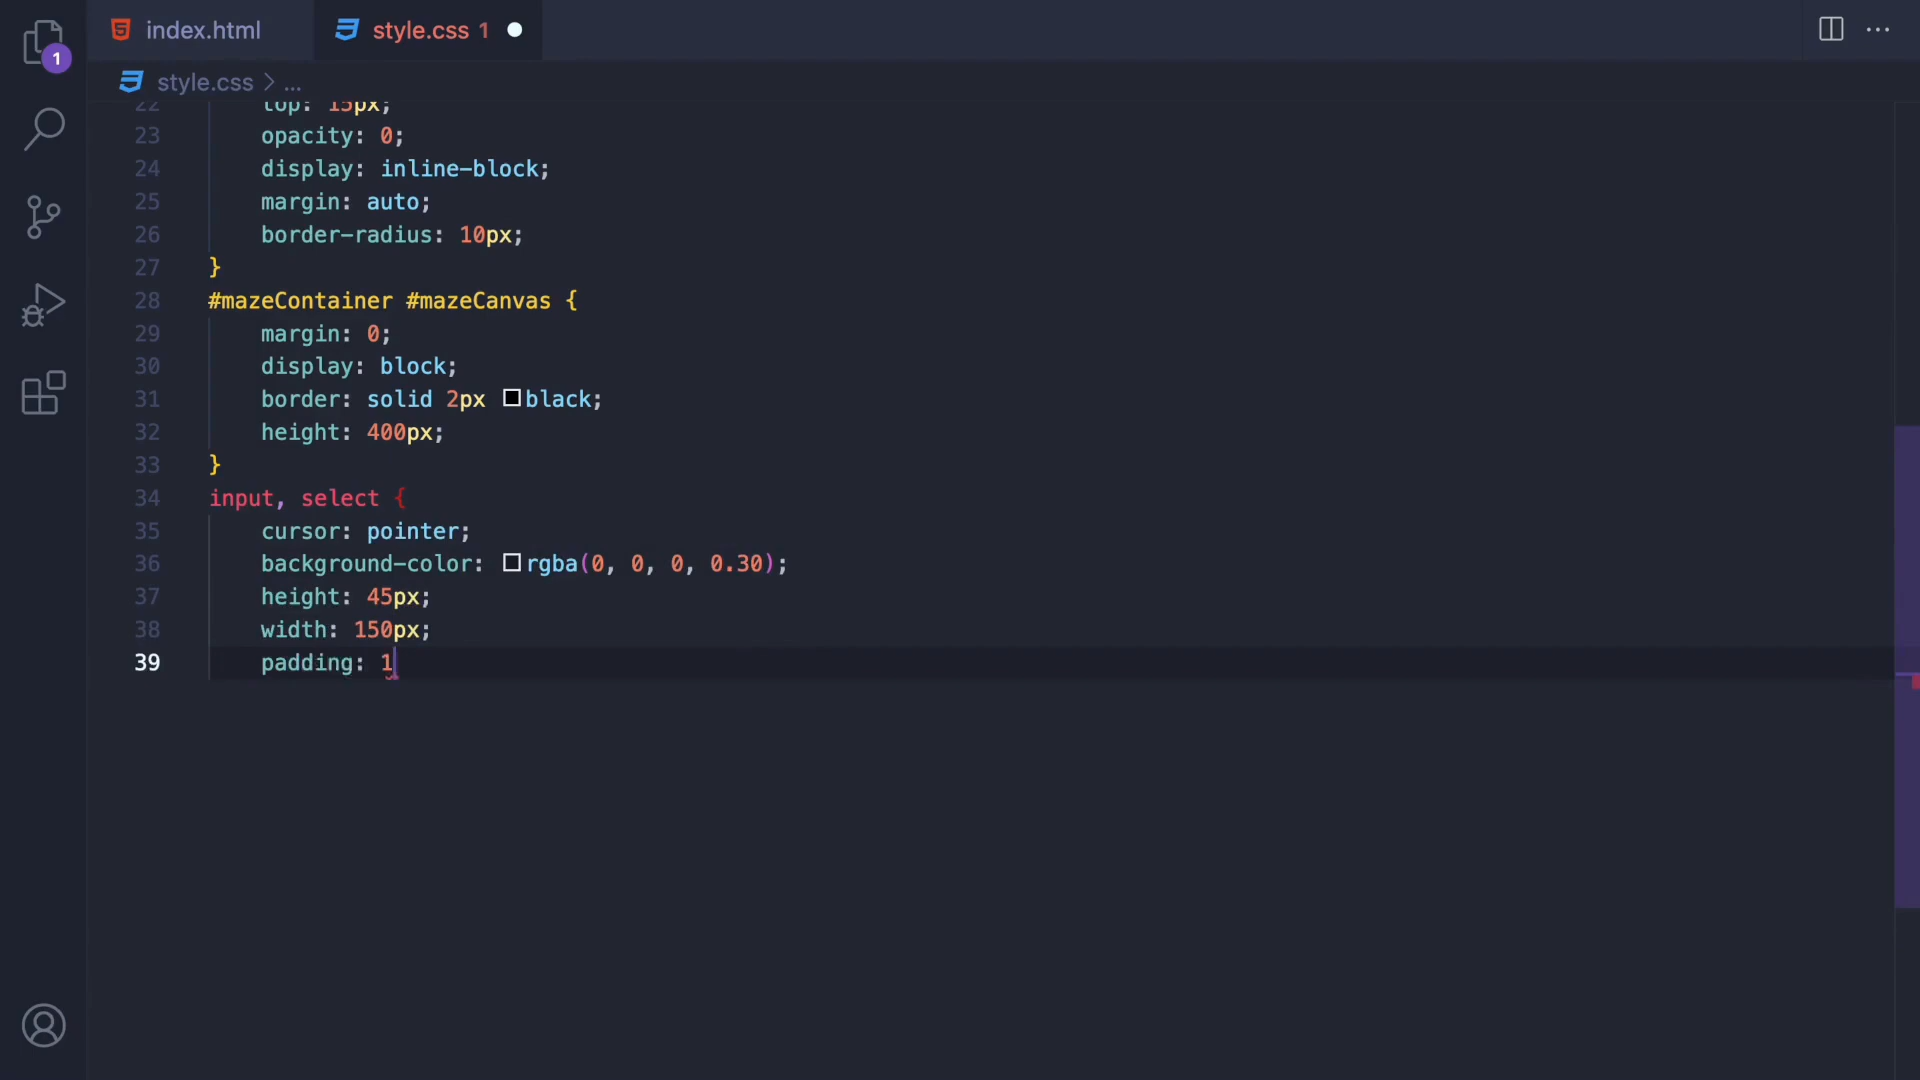 index.html style.css 1
1
style.css > ...
22 top: 15px;
23 opacity: 0;
24 display: inline-block;
25 margin: auto;
26 border-radius: 10px;
27 }
28 #mazeContainer #mazeCanvas {
29 margin: 0;
30 display: block;
31 border: solid 2px black;
32 height: 400px;
33 }
34 input, select {
35 cursor: pointer;
36 background-color: rgba(0, 0, 0, 0.30);
37 height: 45px;
38 width: 150px;
39 padding: 1